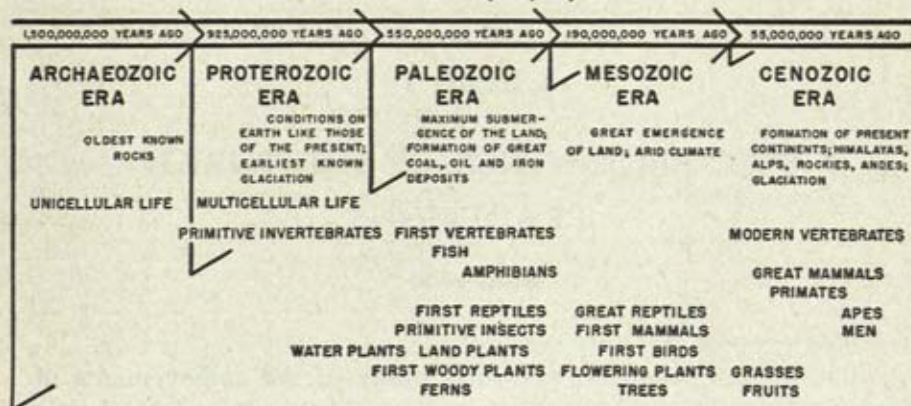 1,500,000,000 YEARS AGO
925,000,000 YEARS AGO
550,000,000 YEARS AGO
190,000,000 YEARS AGO
55,000,000 YEARS AGO
ARCHAEOZOIC
ERA
OLDEST KNOWN
ROCKS
UNICELLULAR LIFE
PROTEROZOIC
ERA
CONDITIONS ON
EARTH LIKE THOSE
OF THE PRESENT;
EARLIEST KNOWN
GLACIATION
MULTICELLULAR LIFE
PRIMITIVE INVERTEBRATES
WATER PLANTS
PALEOZOIC
ERA
MAXIMUM SUBMER-
GENCE OF THE LAND;
FORMATION OF GREAT
COAL, OIL AND IRON
DEPOSITS
FIRST VERTEBRATES
FISH
AMPHIBIANS
FIRST REPTILES
PRIMITIVE INSECTS
LAND PLANTS
FIRST WOODY PLANTS
FERNS
MESOZOIC
ERA
GREAT EMERGENCE
OF LAND; ARID CLIMATE
GREAT REPTILES
FIRST MAMMALS
FIRST BIRDS
FLOWERING PLANTS
TREES
CENOZOIC
ERA
FORMATION OF PRESENT
CONTINENTS; HIMALAYAS,
ALPS, ROCKIES, ANDES;
GLACIATION
MODERN VERTEBRATES
GREAT MAMMALS
PRIMATES
APES
MEN
GRASSES
FRUITS